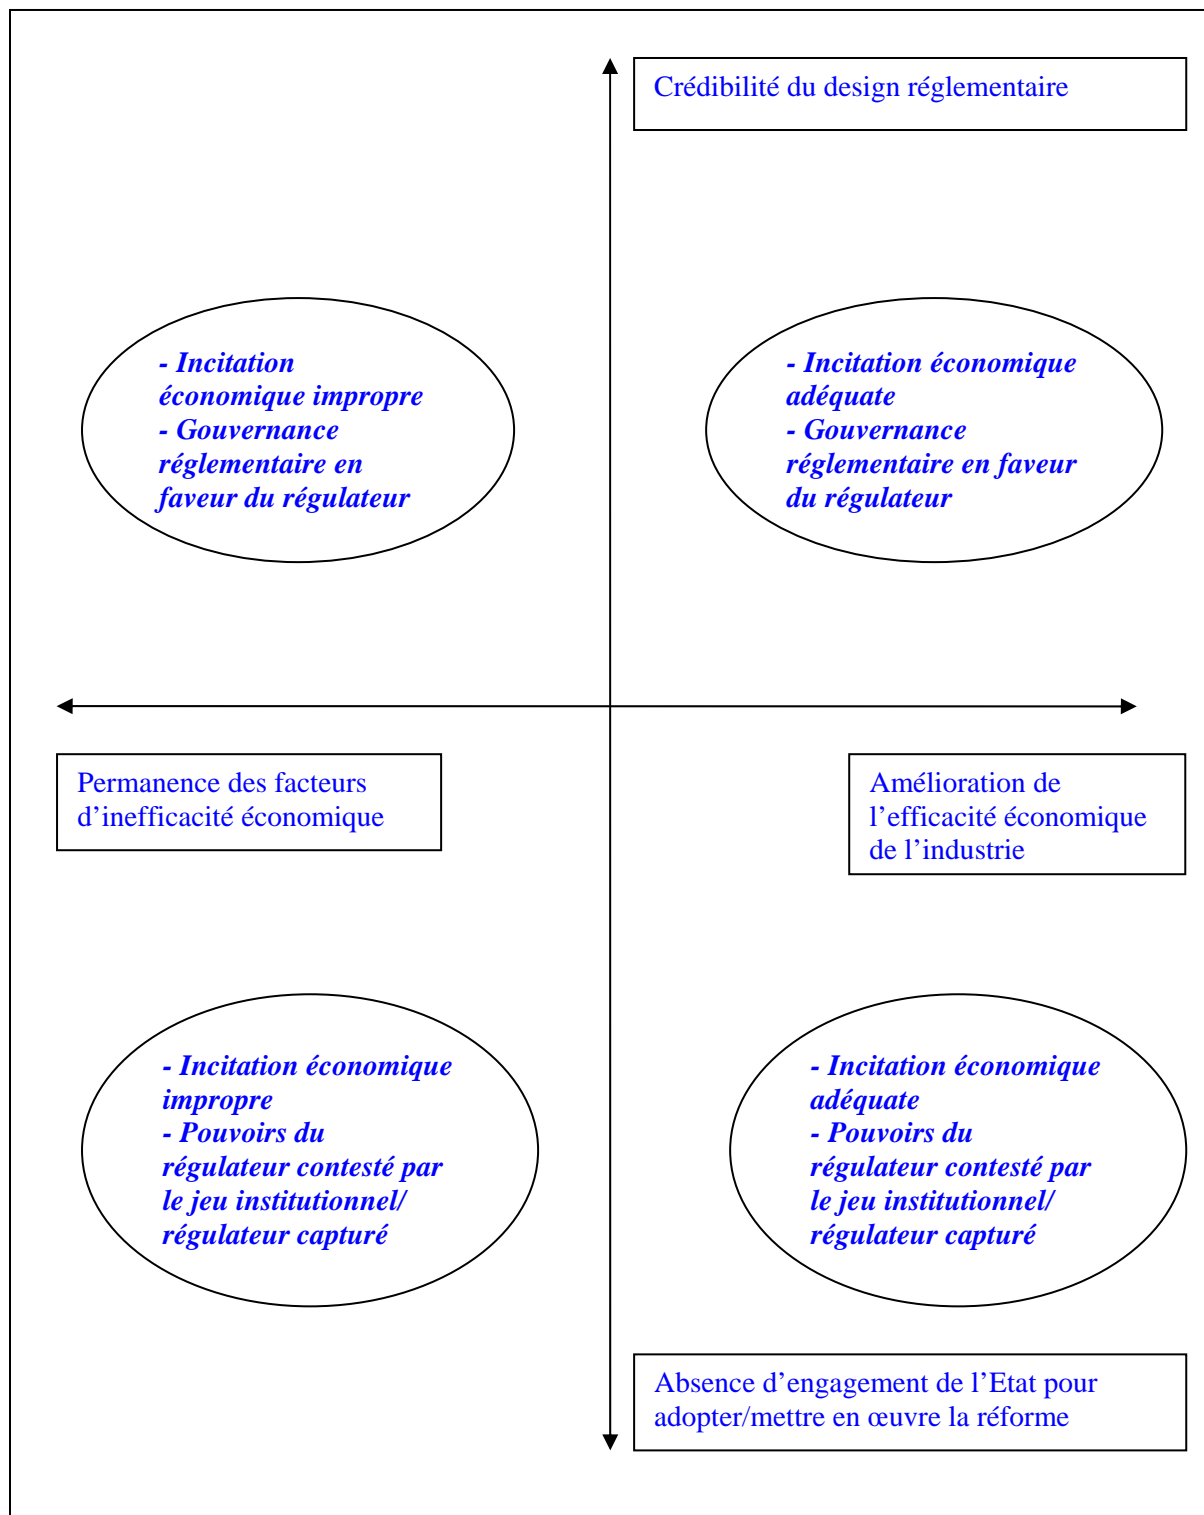 Crédibilité du design réglementaire
- Incitation
économique impropre
- Gouvernance
réglementaire en
faveur du régulateur
- Incitation économique
adéquate
- Gouvernance
réglementaire en faveur
du régulateur
Permanence des facteurs
d’inefficacité économique
Amélioration de
l’efficacité économique
de l’industrie
- Incitation économique
impropre
- Pouvoirs du
régulateur contesté par
le jeu institutionnel/
régulateur capturé
- Incitation économique
adéquate
- Pouvoirs du
régulateur contesté par
le jeu institutionnel/
régulateur capturé
Absence d’engagement de l’Etat pour
adopter/mettre en œuvre la réforme